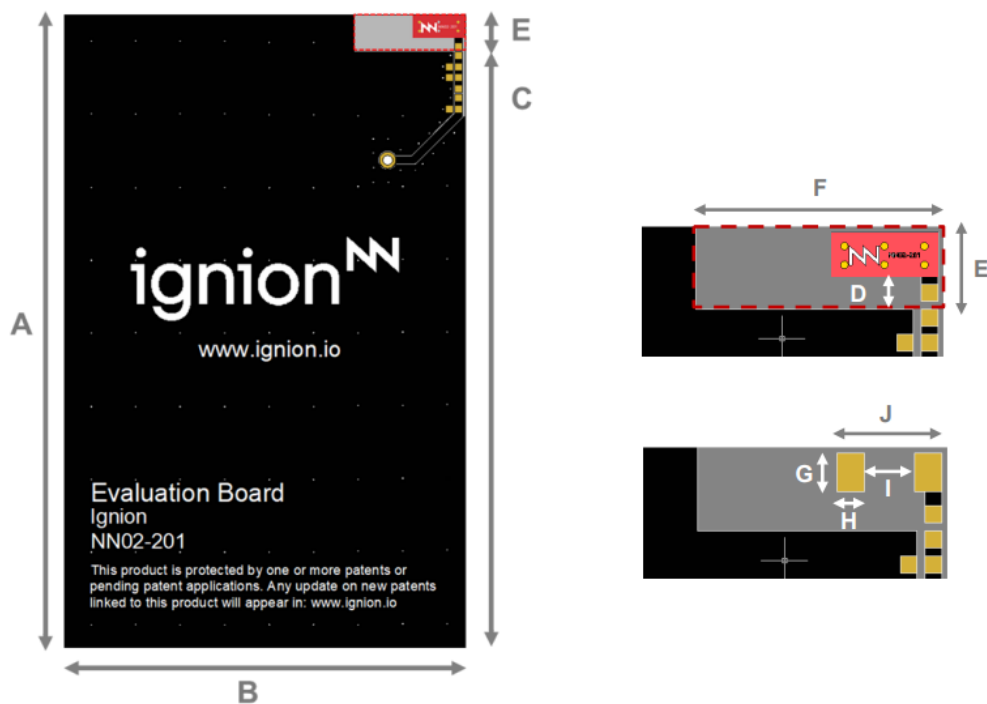 E
C
A
ignion
www.ignion.io
Evaluation Board
Ignion
NN02-201
This product is protected by one or more patents or
pending patent applications. Any update on new patents
linked to this product will appear in: www.ignion.io
B
F
E
D
J
G
I
H